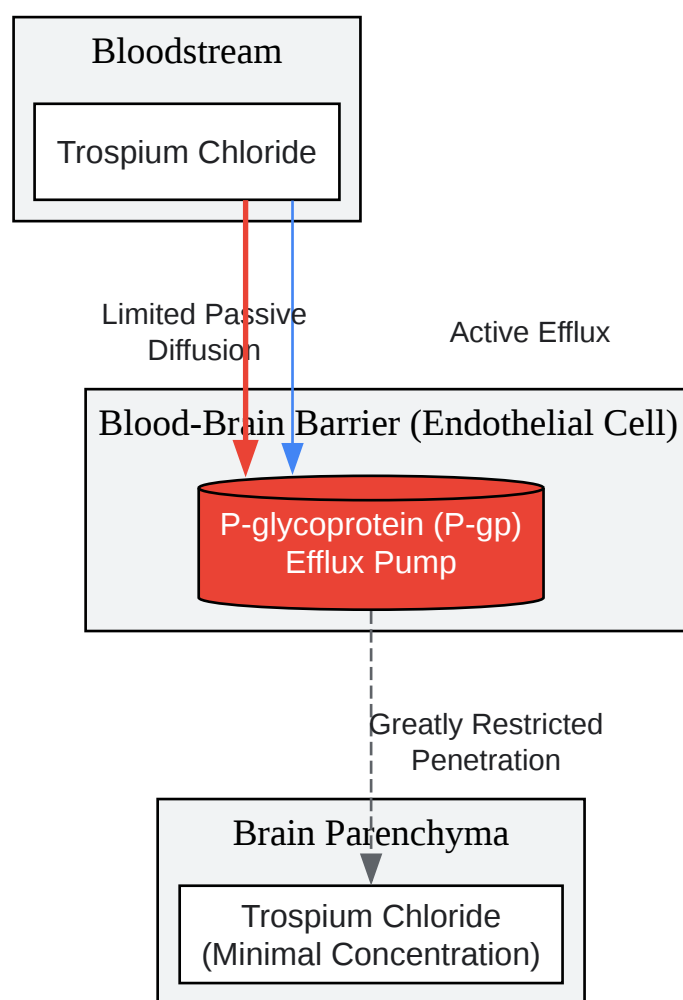 Bloodstream
Trospium Chloride
Limited Passive
Diffusion
Active Efflux
Blood-Brain Barrier (Endothelial Cell)
P-glycoprotein (P-gp)
Efflux Pump
Greatly Restricted
Penetration
Brain Parenchyma
Trospium Chloride
(Minimal Concentration)